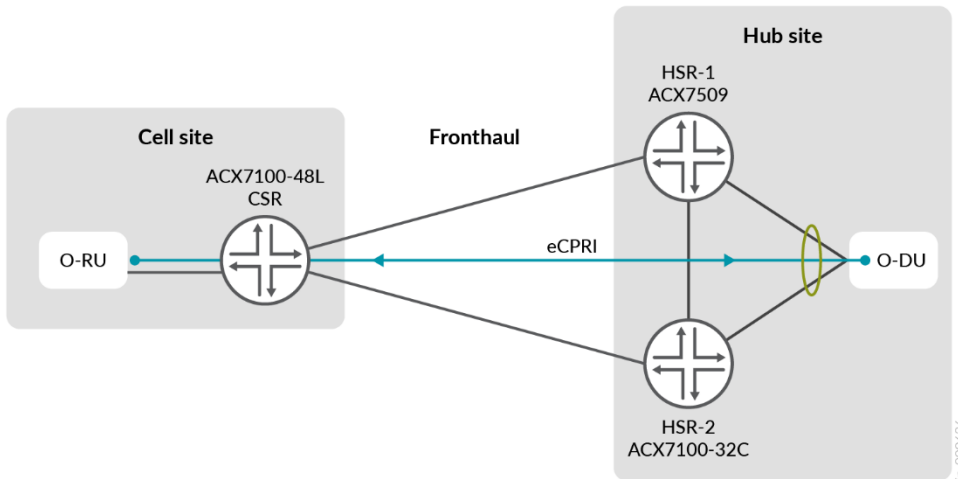 Hub site
HSR-1
ACX7509
Cell site
Fronthaul
ACX7100-48L
CSR
O-RU
eCPRI
O-DU
HSR-2
ACX7100-32C